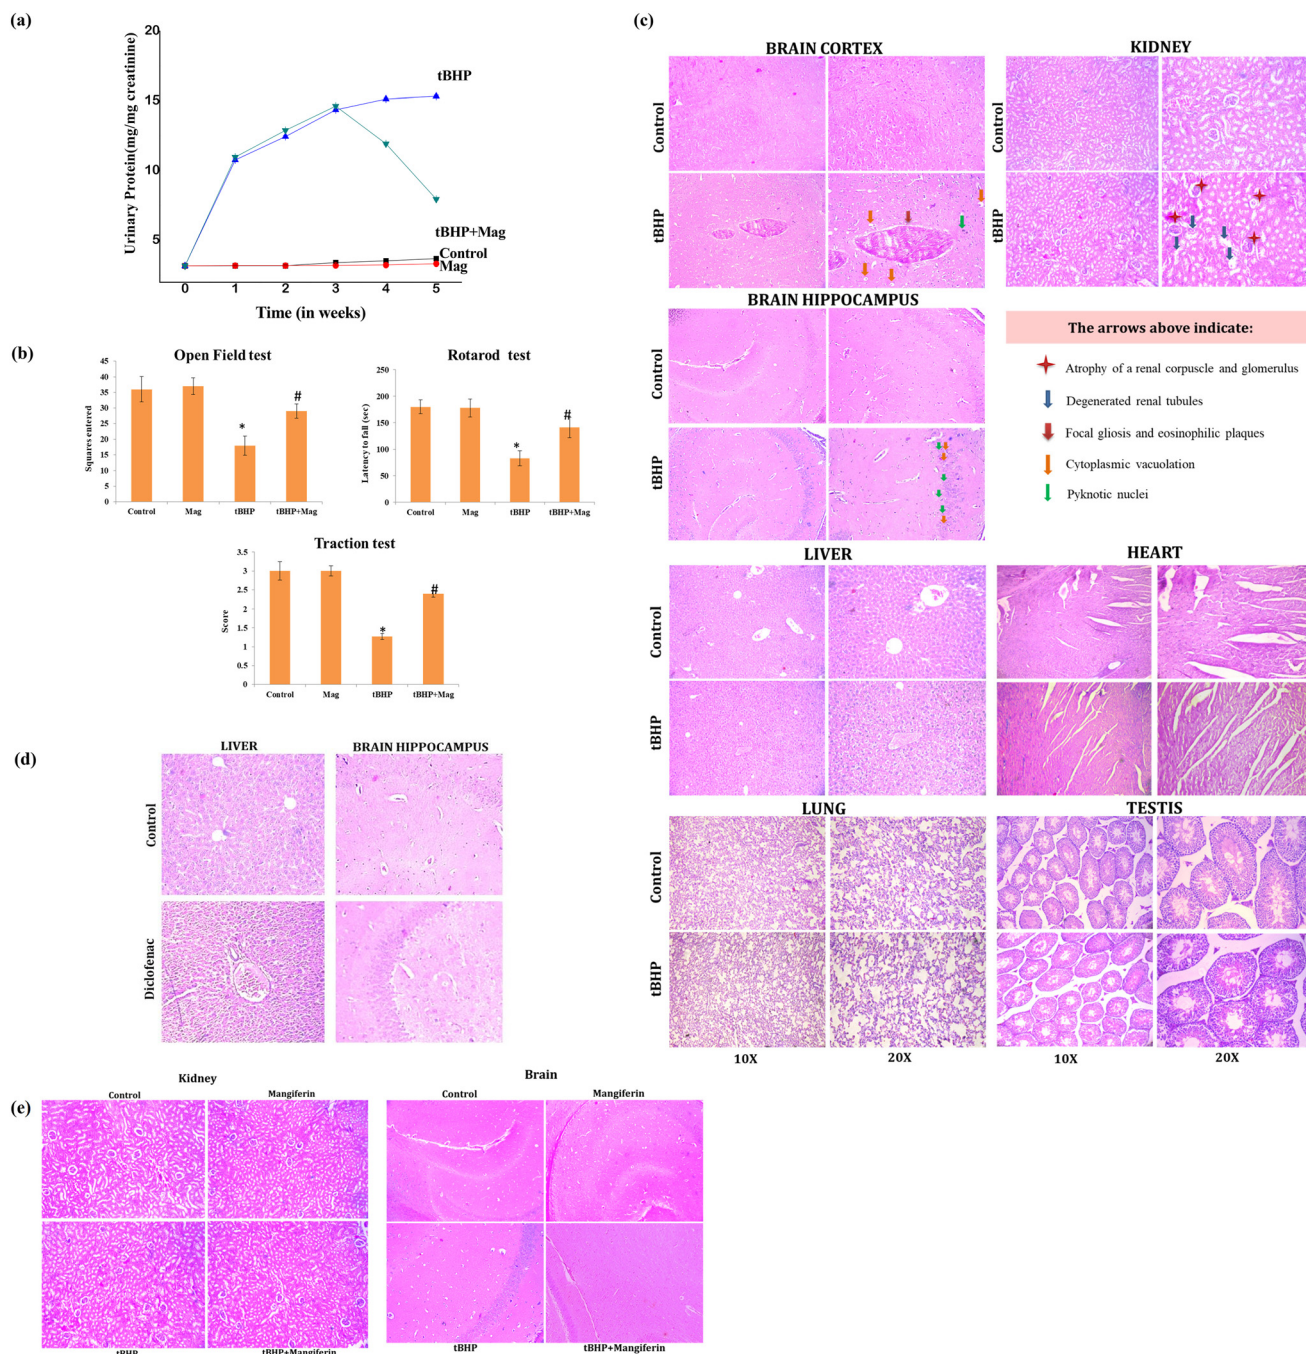 (a)
20
15
10
5
Urinary Protein(mg/mg creatinine)
tBHP
tBHP+Mag
Control
Mag
0 1 2 3 4 5
Time (in weeks)
(b)
Open Field test
45
40
35
30
25
20
15
10
5
0
Squares entered
*
#
Control Mag tBHP tBHP+Mag
Rotarod test
250
200
150
100
50
0
Latency to fall (sec)
*
#
Control Mag tBHP tBHP+Mag
Traction test
3.5
3
2.5
2
1.5
1
0.5
0
Score
*
#
Control Mag tBHP tBHP+Mag
(c)
BRAIN CORTEX
Control
tBHP
KIDNEY
Control
tBHP
BRAIN HIPPOCAMPUS
Control
tBHP
The arrows above indicate:
Atrophy of a renal corpuscle and glomerulus
Degenerated renal tubules
Focal gliosis and eosinophilic plaques
Cytoplasmic vacuolation
Pyknotic nuclei
LIVER
Control
tBHP
HEART
LUNG
Control
tBHP
TESTIS
10X 20X 10X 20X
(d)
LIVER BRAIN HIPPOCAMPUS
Control
Diclofenac
(e)
Kidney
Control Mangiferin
tBHP tBHP+Mangiferin
Brain
Control Mangiferin
tBHP tBHP+Mangiferin